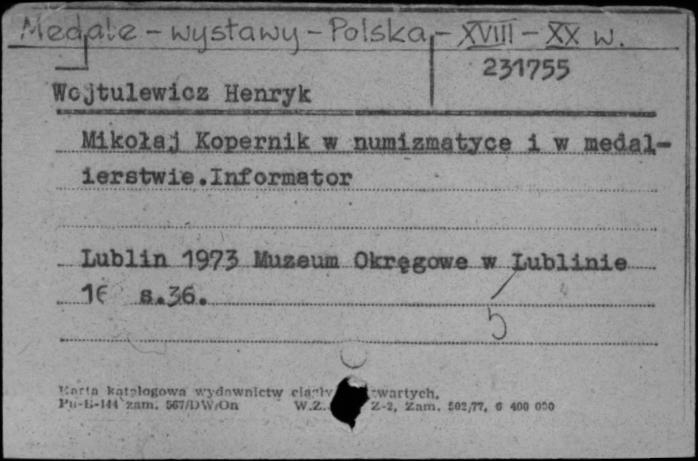 Medale - wystawy - Polska, - XVIII - XX w.
231755
Wojtulewicz Henryk
Mikołaj Kopernik w numizmatyce i w medal-
ierstwie.Informator
Lublin 1973 Muzeum Okręgowe w Lublinie
16 s.36.
5
Karta katalogowa wydawnictw ciągły twartych,
Pu-B-144 zam. 567/DW/On W.Z. Z-2, Zam. 502/77, 6 400 000